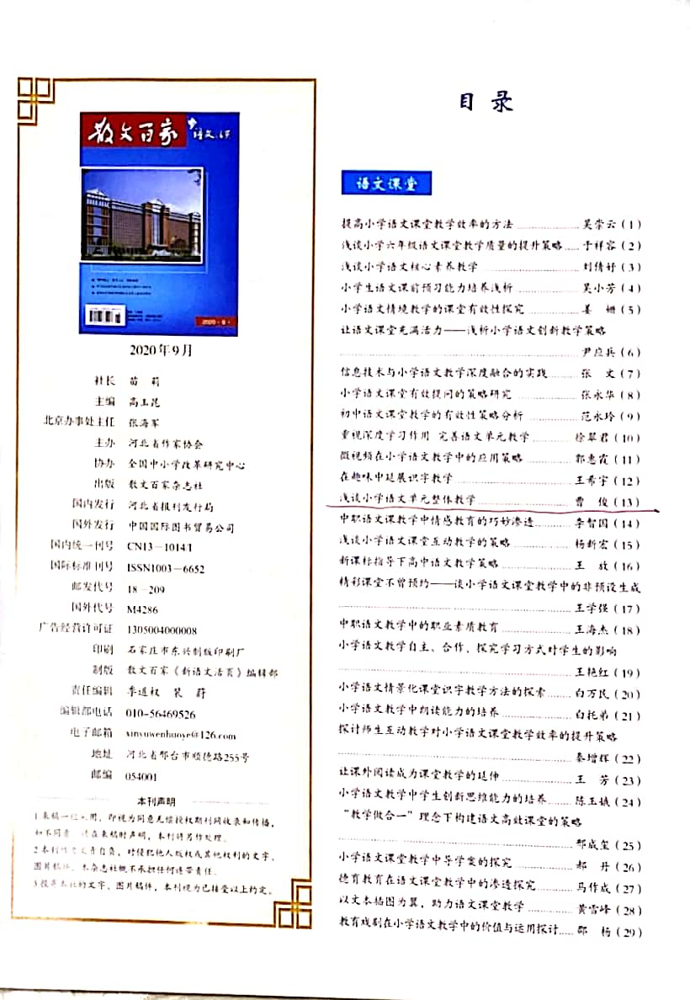 散文百家
语文活页
2020·9·
2020年9月
社长 苗 莉
主编 高玉昆
北京办事处主任 张海军
主办 河北省作家协会
协办 全国中小学改革研究中心
出版 散文百家杂志社
国内发行 河北省报刊发行局
国外发行 中国国际图书贸易公司
国内统一刊号 CN13－1014/I
国际标准刊号 ISSN1003－6652
邮发代号 18－209
国外代号 M4286
广告经营许可证 1305004000008
印刷 石家庄市东兴制版印刷厂
制版 散文百家《新语文活页》编辑部
责任编辑 季道权 裴 蔚
编辑部电话 010-56469526
电子邮箱 xinyuwenhuoye@126.com
地址 河北省邢台市顺德路255号
邮编 054001
本刊声明
1 来稿一经采用，即视为同意无偿授权期刊网收录和传播，
如不同意 请在来稿时声明，本刊将另作处理。
2 本刊作者文责自负，对侵犯他人版权或其他权利的文字、
图片稿件，本杂志社概不承担任何连带责任。
3 投寄本社的文字、图片稿件，本刊视为已接受以上约定。
目 录
语文课堂
提高小学语文课堂教学效率的方法 吴崇云（1）
浅谈小学六年级语文课堂教学质量的提升策略 于祥容（2）
浅谈小学语文核心素养教学 刘倩妤（3）
小学生语文课前预习能力培养浅析 吴小芳（4）
小学语文情境教学的课堂有效性探究 姜 姗（5）
让语文课堂充满活力——浅析小学语文创新教学策略
尹应兵（6）
信息技术与小学语文教学深度融合的实践 张 文（7）
小学语文课堂有效提问的策略研究 张永华（8）
初中语文课堂教学的有效性策略分析 范永玲（9）
重视深度学习作用 完善语文单元教学 徐翠君（10）
微视频在小学语文教学中的应用策略 郭惠霞（11）
在趣味中延展识字教学 王希宇（12）
浅谈小学语文单元整体教学 曹 俊（13）
中职语文课教学中情感教育的巧妙渗透 李智国（14）
浅谈小学语文课堂互动教学的策略 杨新宏（15）
新课标指导下高中语文教学策略 王 放（16）
精彩课堂不曾预约——谈小学语文课堂教学中的非预设生成
王学强（17）
中职语文教学中的职业素质教育 王海杰（18）
小学语文教学自主、合作、探究学习方式对学生的影响
王艳红（19）
小学语文情景化课堂识字教学方法的探索 白万民（20）
小学语文教学中朗读能力的培养 白托弟（21）
探讨师生互动教学对小学语文课堂教学效率的提升策略
秦增辉（22）
让课外阅读成为课堂教学的延伸 王 芳（23）
小学语文教学中学生创新思维能力的培养 陈玉娥（24）
“教学做合一”理念下构建语文高效课堂的策略
邢成玺（25）
小学语文课堂教学中导学案的探究 郝 丹（26）
德育教育在语文课堂教学中的渗透探究 马作成（27）
以文本插图为翼，助力语文课堂教学 黄雪峰（28）
教育戏剧在小学语文教学中的价值与运用探讨 邵 杨（29）